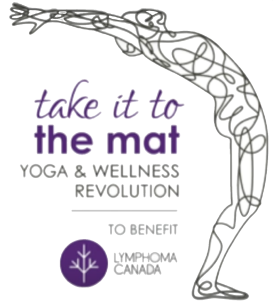 take it to
the mat
YOGA & WELLNESS
REVOLUTION
TO BENEFIT
LYMPHOMA
CANADA